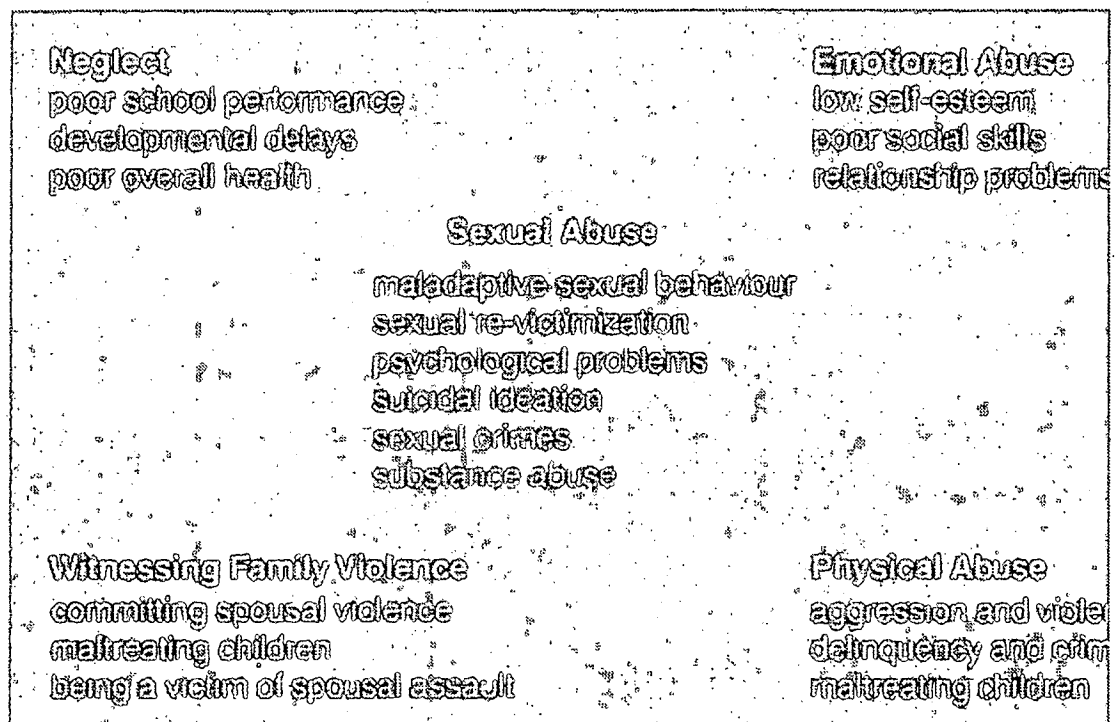 Neglect
poor school performance
developmental delays
poor overall health
Emotional Abuse
low self-esteem
poor social skills
relationship problems
Sexual Abuse
maladaptive sexual behaviour
sexual re-victimization
psychological problems
suicidal ideation
sexual crimes
substance abuse
Witnessing Family Violence
committing spousal violence
maltreating children
being a victim of spousal assault
Physical Abuse
aggression and
delinquency and
maltreating children